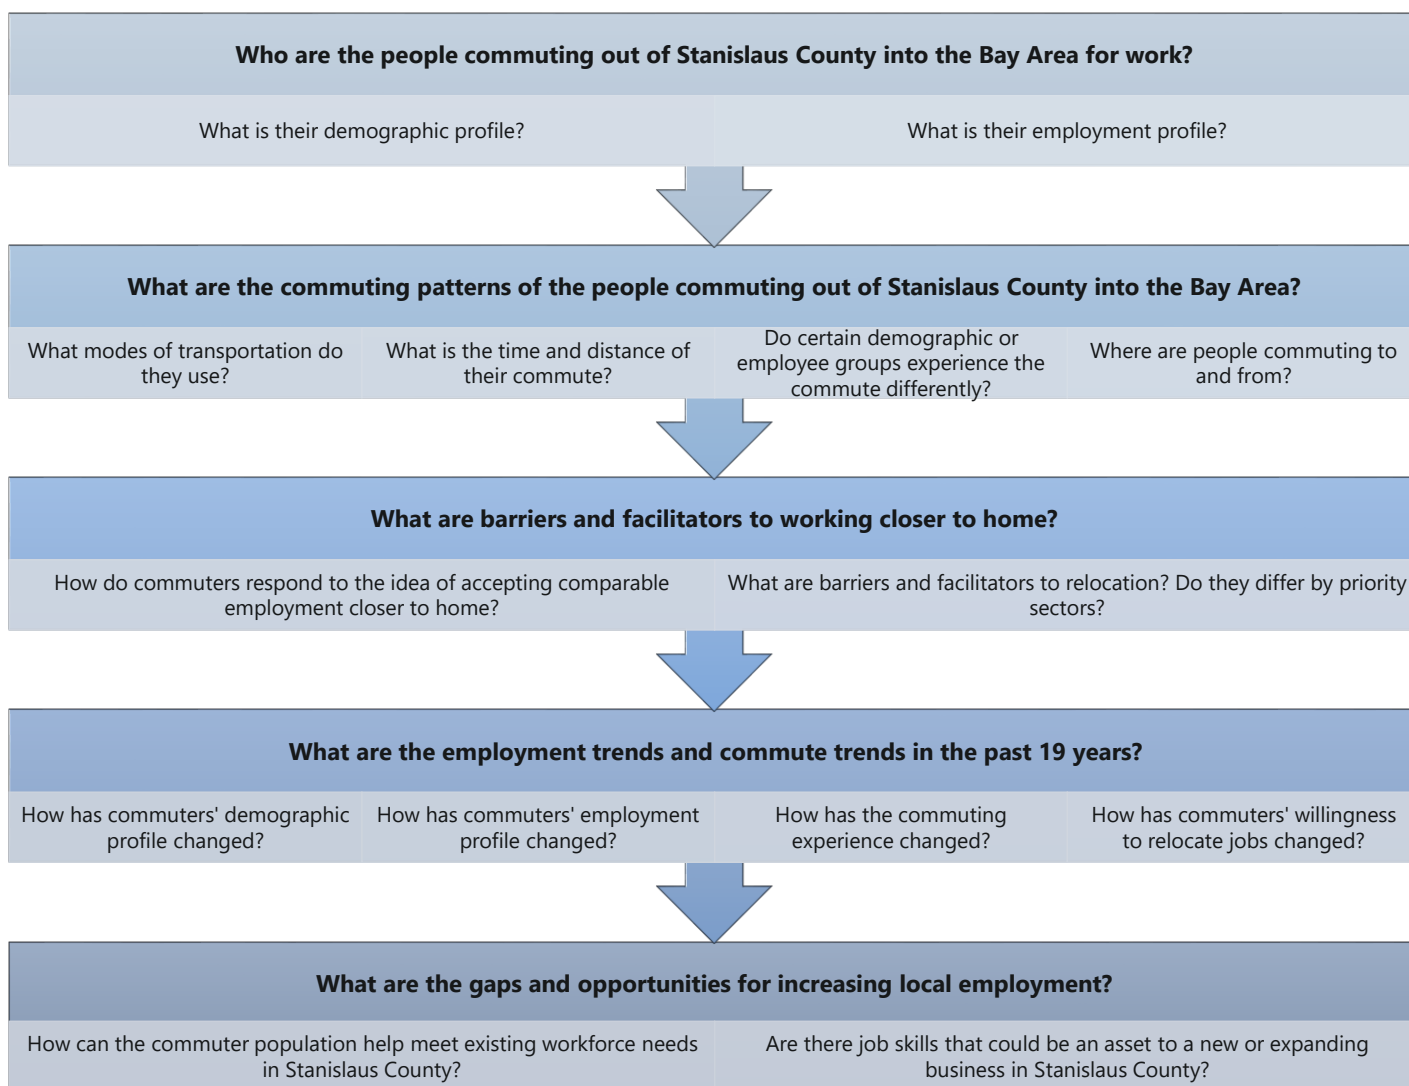 Who are the people commuting out of Stanislaus County into the Bay Area for work?
What is their demographic profile?
What is their employment profile?
What are the commuting patterns of the people commuting out of Stanislaus County into the Bay Area?
What modes of transportation do
they use?
What is the time and distance of
their commute?
Do certain demographic or
employee groups experience the
commute differently?
Where are people commuting to
and from?
What are barriers and facilitators to working closer to home?
How do commuters respond to the idea of accepting comparable
employment closer to home?
What are barriers and facilitators to relocation? Do they differ by priority
sectors?
What are the employment trends and commute trends in the past 19 years?
How has commuters' demographic
profile changed?
How has commuters' employment
profile changed?
How has the commuting
experience changed?
How has commuters' willingness
to relocate jobs changed?
What are the gaps and opportunities for increasing local employment?
How can the commuter population help meet existing workforce needs
in Stanislaus County?
Are there job skills that could be an asset to a new or expanding
business in Stanislaus County?